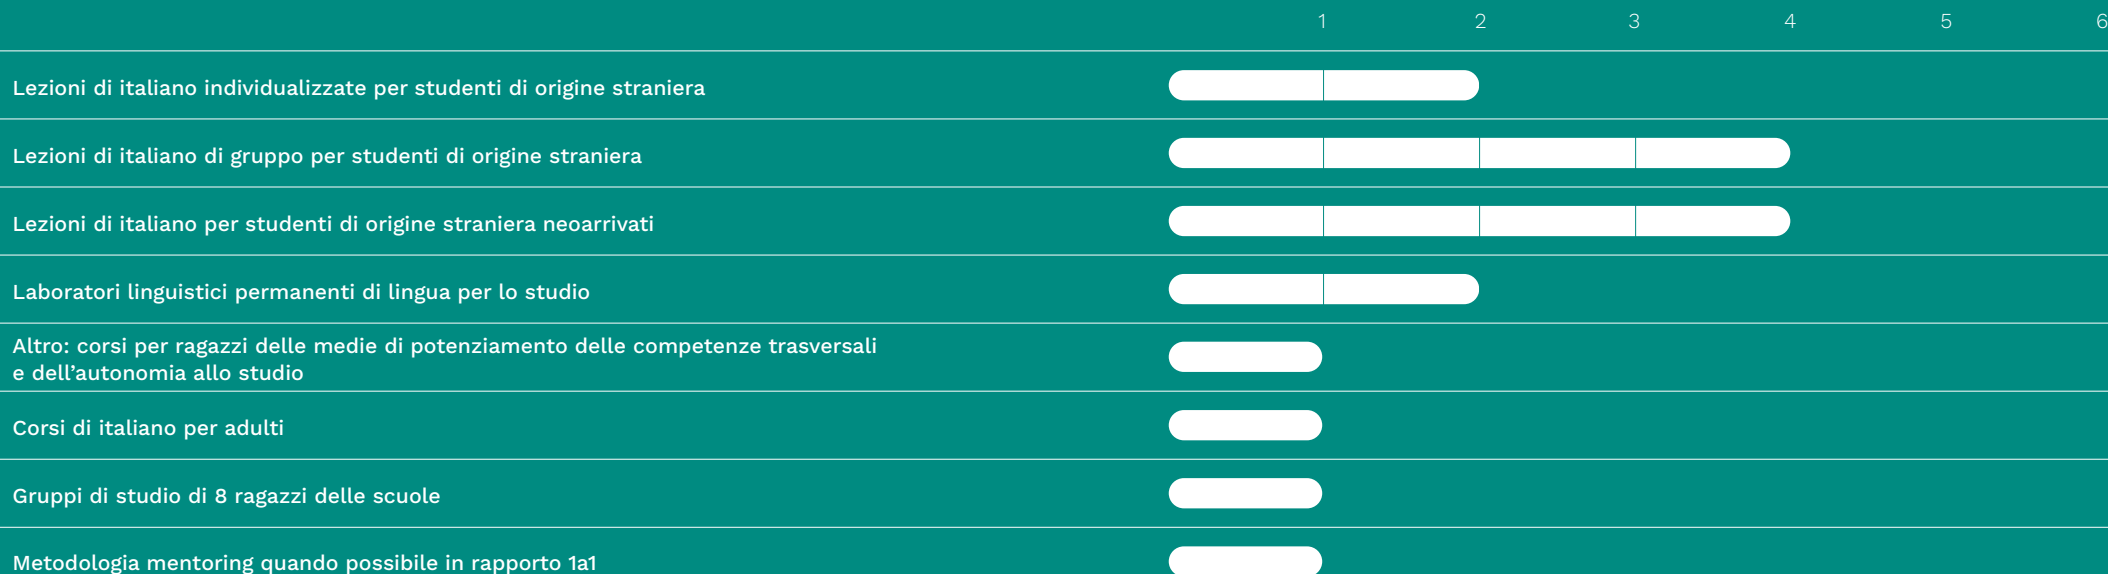 1 2 3 4 5 6
Lezioni di italiano individualizzate per studenti di origine straniera
Lezioni di italiano di gruppo per studenti di origine straniera
Lezioni di italiano per studenti di origine straniera neoarrivati
Laboratori linguistici permanenti di lingua per lo studio
Altro: corsi per ragazzi delle medie di potenziamento delle competenze trasversali
e dell’autonomia allo studio
Corsi di italiano per adulti
Gruppi di studio di 8 ragazzi delle scuole
Metodologia mentoring quando possibile in rapporto 1a1